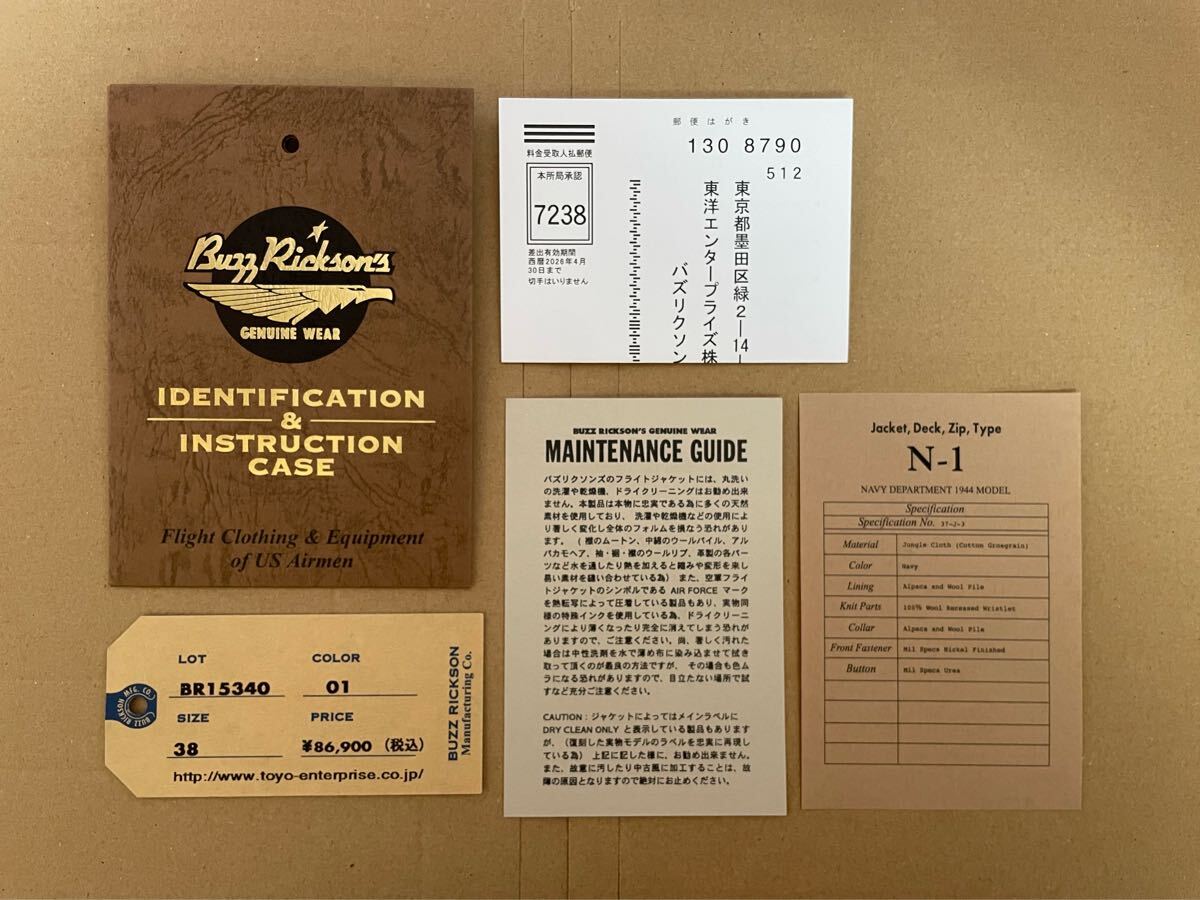 Buzz Rickson's
GENUINE WEAR
IDENTIFICATION
&
INSTRUCTION
CASE
Flight Clothing & Equipment
of US Airmen
郵便はがき
料金受取人払郵便
本所局承認
7238
差出有効期間
西暦2026年4月
30日まで
切手はいりません
130 8790
512
東京都墨田区緑2—14—
東洋エンタープライズ株
バズリクソン
LOT
COLOR
BR15340
01
SIZE
PRICE
38
¥86,900 (税込)
http://www.toyo-enterprise.co.jp/
BUZZ RICKSON
Manufacturing Co.
BUZZ RICKSON MFG. CO.
BUZZ RICKSON'S GENUINE WEAR
MAINTENANCE GUIDE
バズリクソンズのフライトジャケットには、丸洗い
の洗濯や乾燥機、ドライクリーニングはお勧め出来
ません。本製品は本物に忠実である為に多くの天然
素材を使用しており、洗濯や乾燥機などの使用によ
り著しく変化し全体のフォルムを損なう恐れがあり
ます。(襟のムートン、中綿のウールパイル、アル
パカモヘア、袖・裾・襟のウールリブ、革製の各パー
ツなど水を通したり熱を加えると縮みや変形を来し
易い素材を縫い合わせている為) また、空軍フライ
トジャケットのシンボルである AIR FORCE マーク
を熱転写によって圧着している製品もあり、実物同
様の特殊インクを使用している為、ドライクリーニ
ングにより薄くなったり完全に消えてしまう恐れが
ありますので、ご注意ください。尚、著しく汚れた
場合は中性洗剤を水で薄め布に染み込ませて拭き
取って頂くのが最良の方法ですが、その場合も色ム
ラになる恐れがありますので、目立たない場所で試
すなど充分ご注意ください。
CAUTION：ジャケットによってはメインラベルに
DRY CLEAN ONLY と表示している製品もあります
が、(復刻した実物モデルのラベルを忠実に再現し
ている為) 上記に記した様に、お勧め出来ません。
また、故意に汚したり中古風に加工することは、故
障の原因となりますので絶対にお止めください。
Jacket, Deck, Zip, Type
N-1
NAVY DEPARTMENT 1944 MODEL
Specification
Specification No. 37-J-3
Material Jungle Cloth (Cotton Grosgrain)
Color Navy
Lining Alpaca and Wool Pile
Knit Parts 100% Wool Recessed Wristlet
Collar Alpaca and Wool Pile
Front Fastener Mil Specs Nickel Finished
Button Mil Specs Urea